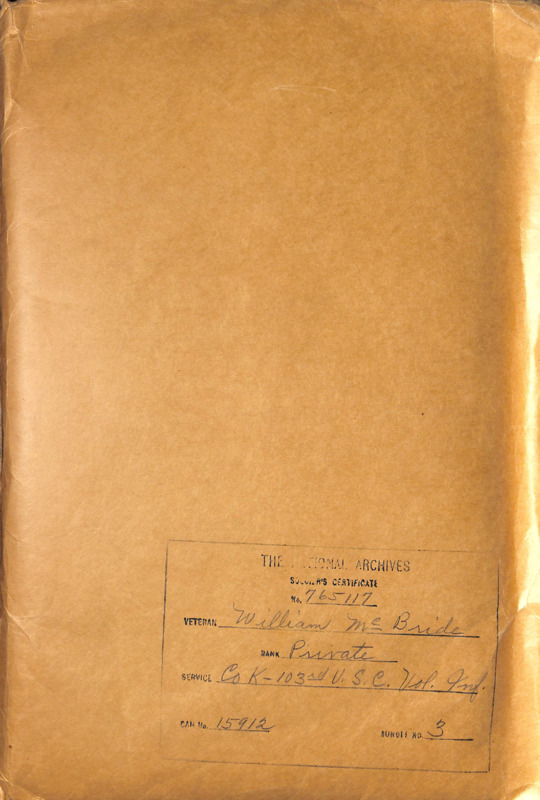 THE NATIONAL ARCHIVES
SOLDIER'S CERTIFICATE
No. 765117
VETERAN William McBride
RANK Private
SERVICE Co K-103rd U.S.C. Vol. Inf.
CAN No. 15912 BUNDLE NO. 3